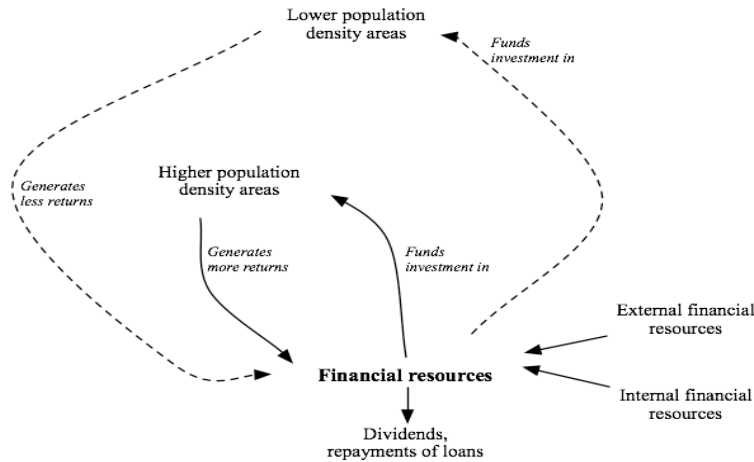 Lower population
density areas
Funds
investment in
Higher population
density areas
Generates
less returns
Generates
more returns
Funds
investment in
External financial
resources
Financial resources
Internal financial
resources
Dividends,
repayments of loans